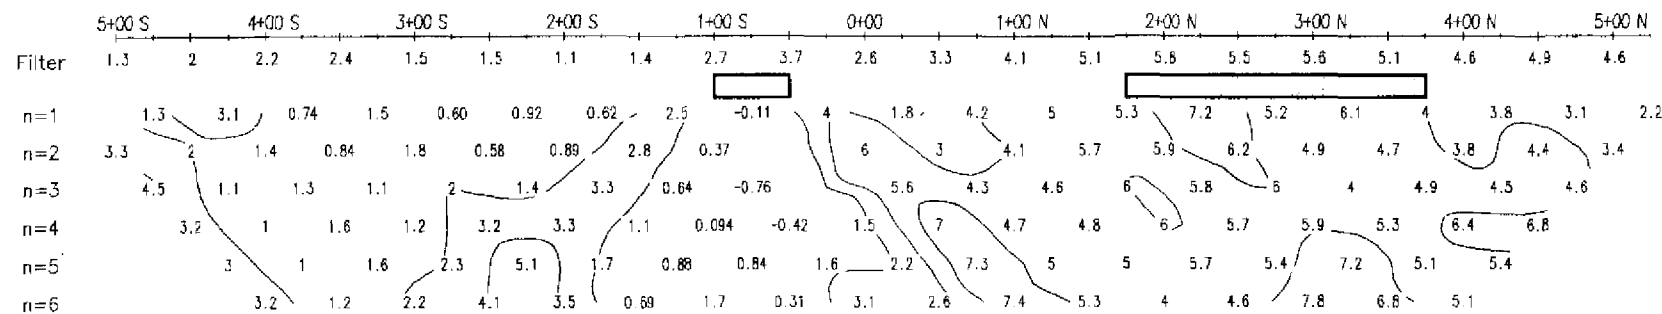 5+00 S 4+00 S 3+00 S 2+00 S 1+00 S 0+00 1+00 N 2+00 N 3+00 N 4+00 N 5+00 N
Filter 1.3 2 2.2 2.4 1.5 1.5 1.1 1.4 2.7 3.7 2.6 3.3 4.1 5.1 5.8 5.5 5.6 5.1 4.6 4.9 4.6
n=1 1.3 3.1 0.74 1.5 0.60 0.92 0.62 2.5 -0.11 4 1.8 4.2 5 5.3 7.2 5.2 6.1 4 3.8 3.1 2.2
n=2 3.3 2 1.4 0.84 1.8 0.58 0.89 2.8 0.37 6 3 4.1 5.7 5.9 6.2 4.9 4.7 3.8 4.4 3.4
n=3 4.5 1.1 1.3 1.1 2 1.4 3.3 0.64 -0.76 5.6 4.3 4.6 6 5.8 6 4 4.9 4.5 4.6
n=4 3.2 1 1.6 1.2 3.2 3.3 1.1 0.094 -0.42 1.5 7 4.7 4.8 6 5.7 5.9 5.3 6.4 6.8
n=5 3 1 1.6 2.3 5.1 1.7 0.88 0.84 1.6 2.2 7.3 5 5 5.7 5.4 7.2 5.1 5.4
n=6 3.2 1.2 2.2 4.1 3.5 0.69 1.7 0.31 3.1 2.6 7.4 5.3 4 4.6 7.8 6.8 5.1